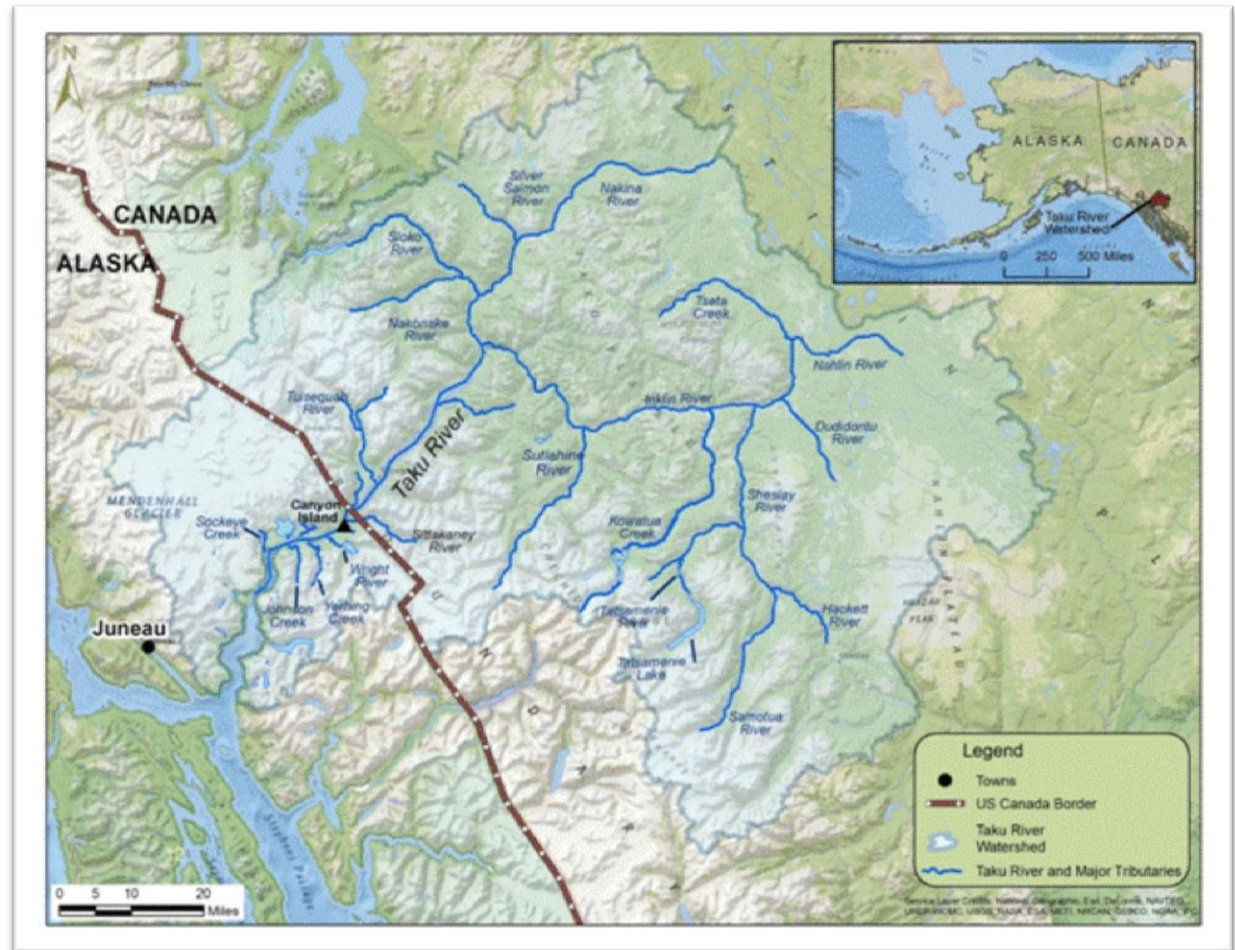 N
CANADA
ALASKA
Silver
Salmon
River
Nakina
River
Sloko
River
Nakonake
River
Tseta
Creek
Nahlin River
Tulsequah
River
Taku River
Inklin River
Dudidontu
River
Sutlahine
River
Sheslay
River
MENDENHALL
GLACIER
Sockeye
Creek
Canyon
Island
Kowatua
Creek
Sittakaney
River
Wright
River
Johnson
Creek
Yehring
Creek
Tatsamenie
River
Hackett
River
Tatsamenie
Lake
Juneau
Samotua
River
Stephens Passage
ALASKA
CANADA
Taku River
Watershed
0 250 500 Miles
Legend
Towns
US Canada Border
Taku River
Watershed
Taku River and Major Tributaries
0 5 10 20
Miles